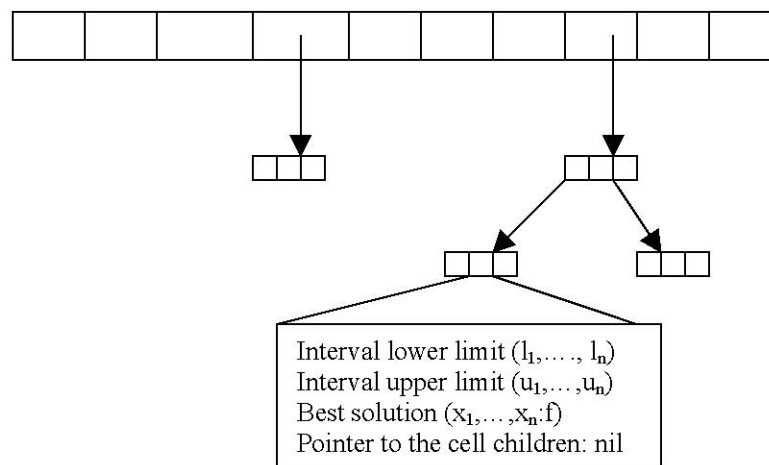 Interval lower limit (l₁,…., lₙ)
Interval upper limit (u₁,…,uₙ)
Best solution (x₁,…,xₙ:f)
Pointer to the cell children: nil